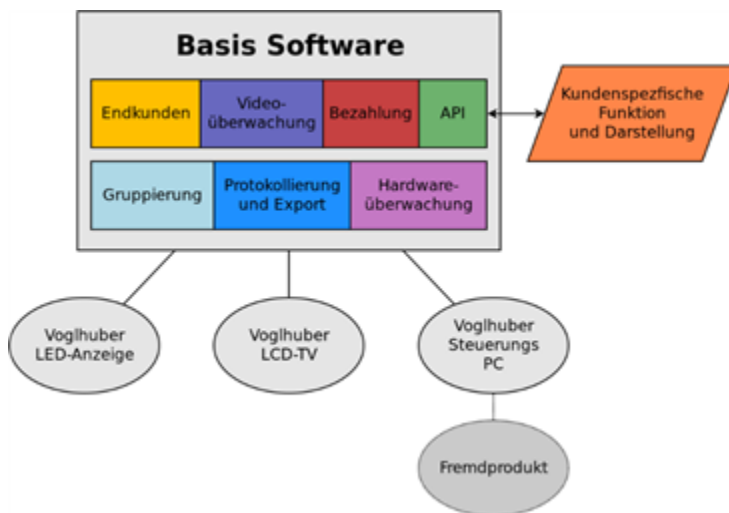 Basis Software
Endkunden
Video-
überwachung
Bezahlung
API
Kundenspezfische
Funktion
und Darstellung
Gruppierung
Protokollierung
und Export
Hardware-
überwachung
Voglhuber
LED-Anzeige
Voglhuber
LCD-TV
Voglhuber
Steuerungs
PC
Fremdprodukt